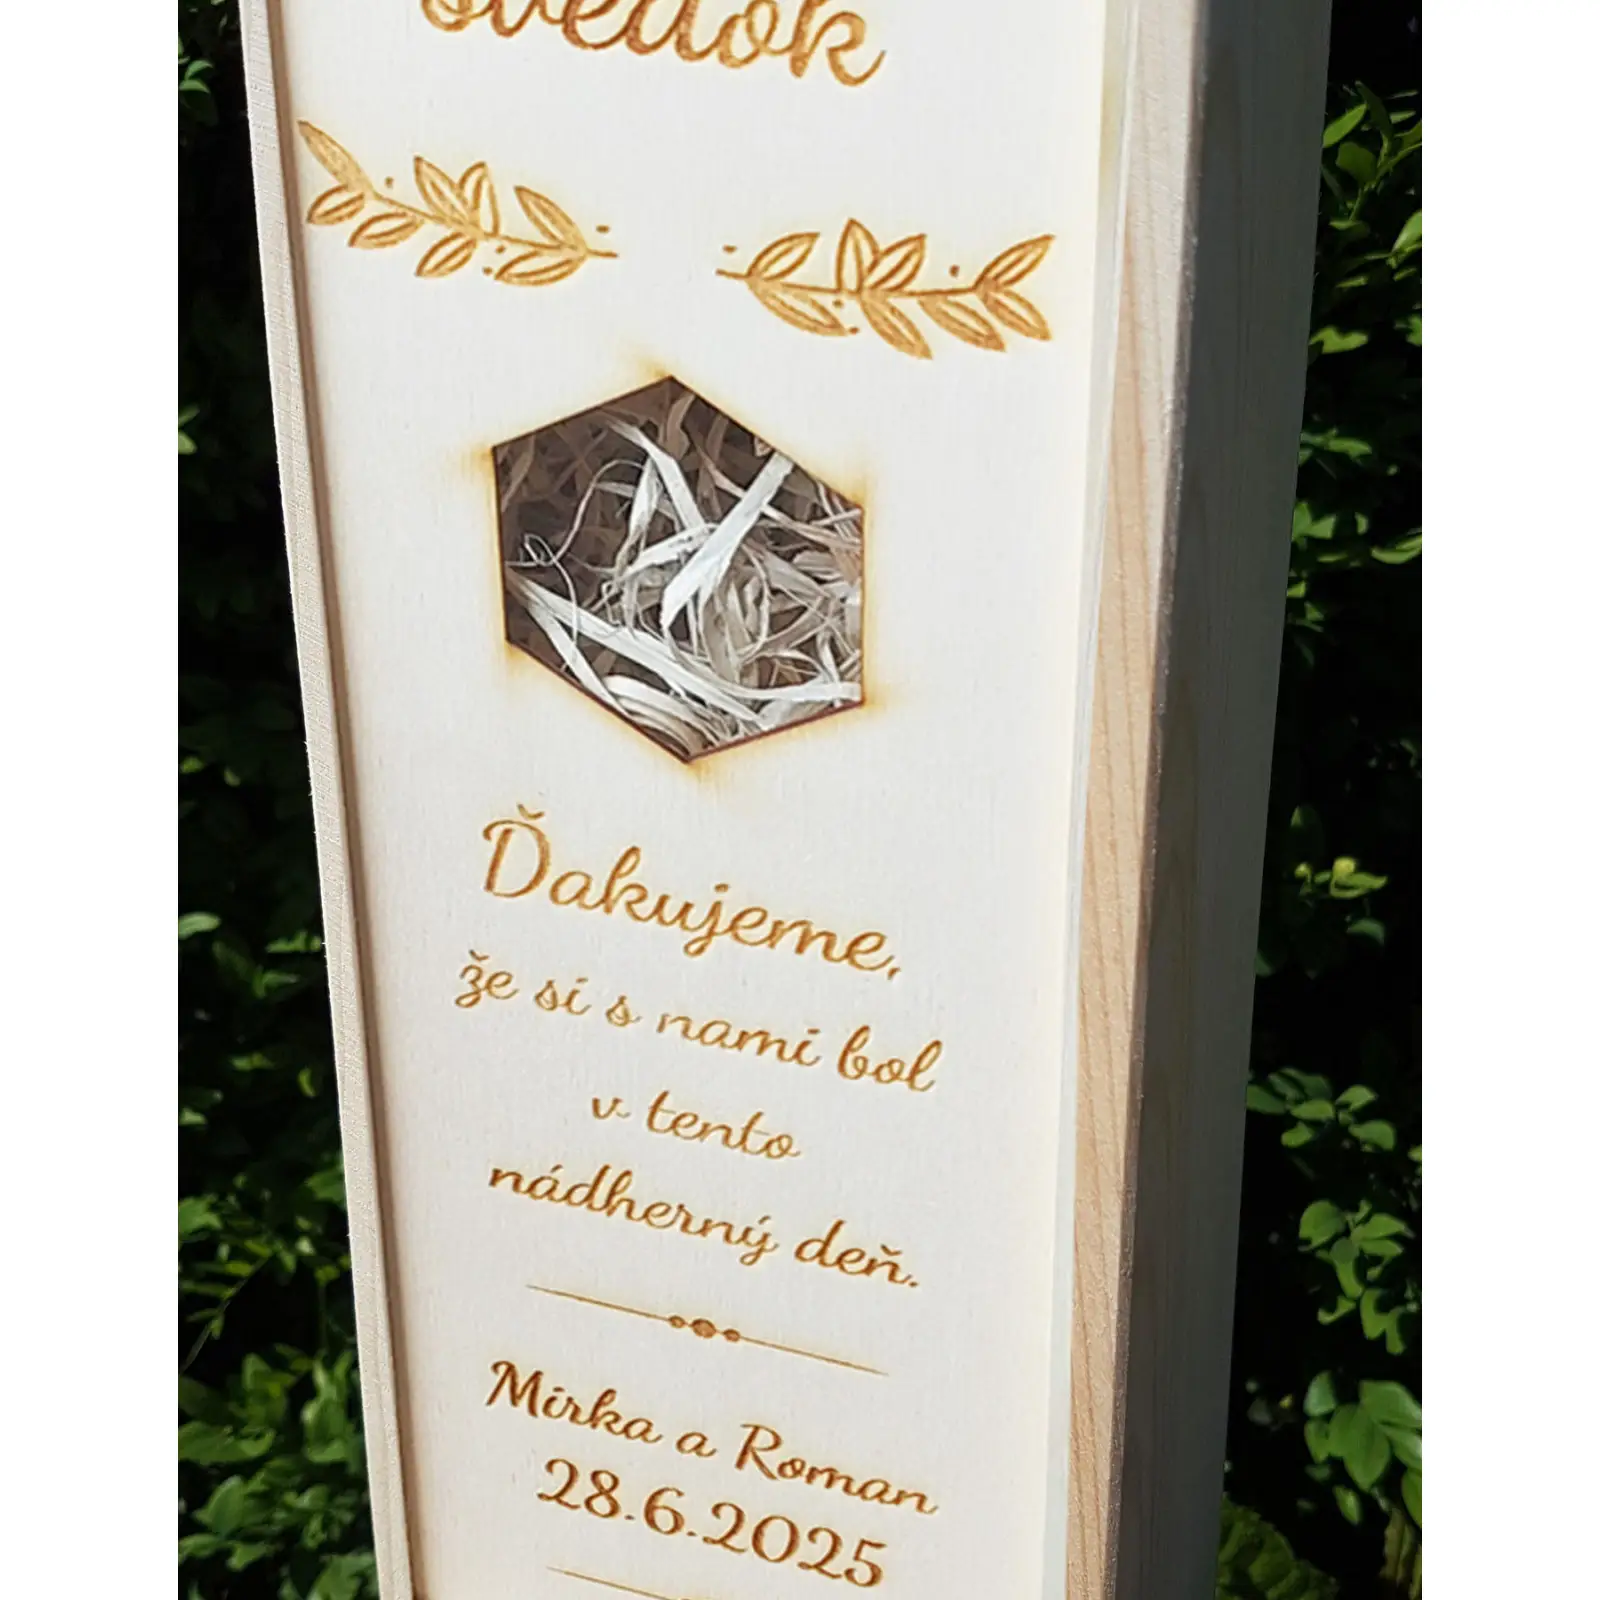 svedok
Ďakujeme,
že si s nami bol
v tento
nádherný deň.
Mirka a Roman
28.6.2025